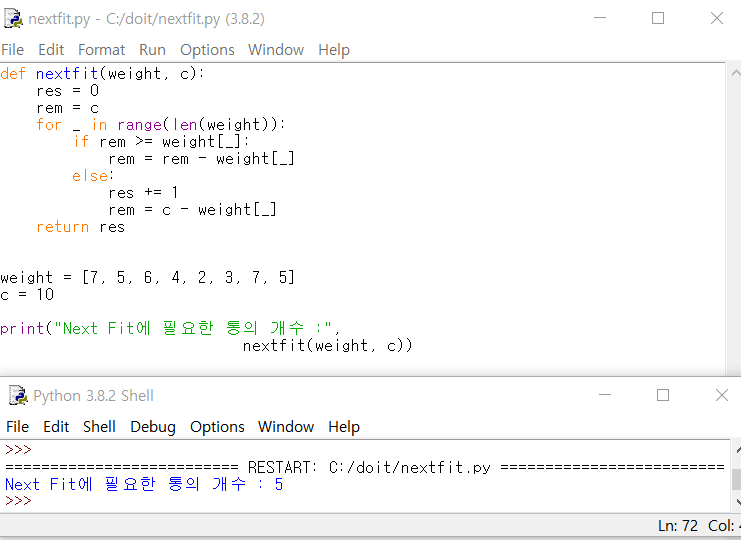 nextfit.py - C:/doit/nextfit.py (3.8.2)
File Edit Format Run Options Window Help
def nextfit(weight, c):
    res = 0
    rem = c
    for _ in range(len(weight)):
        if rem >= weight[_]:
            rem = rem - weight[_]
        else:
            res += 1
            rem = c - weight[_]
    return res
weight = [7, 5, 6, 4, 2, 3, 7, 5]
c = 10
print("Next Fit에 필요한 통의 개수 :",
                           nextfit(weight, c))
Python 3.8.2 Shell
File Edit Shell Debug Options Window Help
>>>
========================== RESTART: C:/doit/nextfit.py =========================
Next Fit에 필요한 통의 개수 : 5
>>>
Ln: 72 Col: